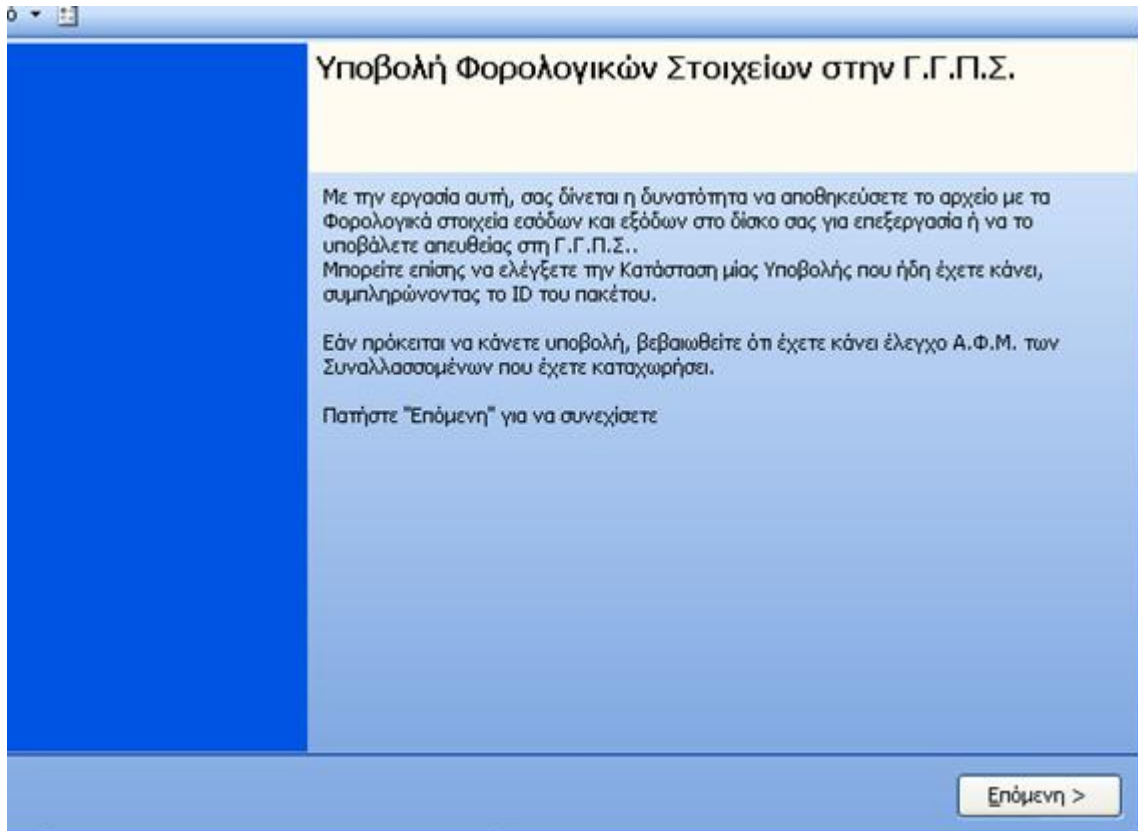 Υποβολή Φορολογικών Στοιχείων στην Γ.Γ.Π.Σ.
Με την εργασία αυτή, σας δίνεται η δυνατότητα να αποθηκεύσετε το αρχείο με τα
Φορολογικά στοιχεία εσόδων και εξόδων στο δίσκο σας για επεξεργασία ή να το
υποβάλετε απευθείας στη Γ.Γ.Π.Σ..
Μπορείτε επίσης να ελέγξετε την Κατάσταση μίας Υποβολής που ήδη έχετε κάνει,
συμπληρώνοντας το ID του πακέτου.
Εάν πρόκειται να κάνετε υποβολή, βεβαιωθείτε ότι έχετε κάνει έλεγχο Α.Φ.Μ. των
Συναλλασσομένων που έχετε καταχωρήσει.
Πατήστε "Επόμενη" για να συνεχίσετε
Επόμενη >